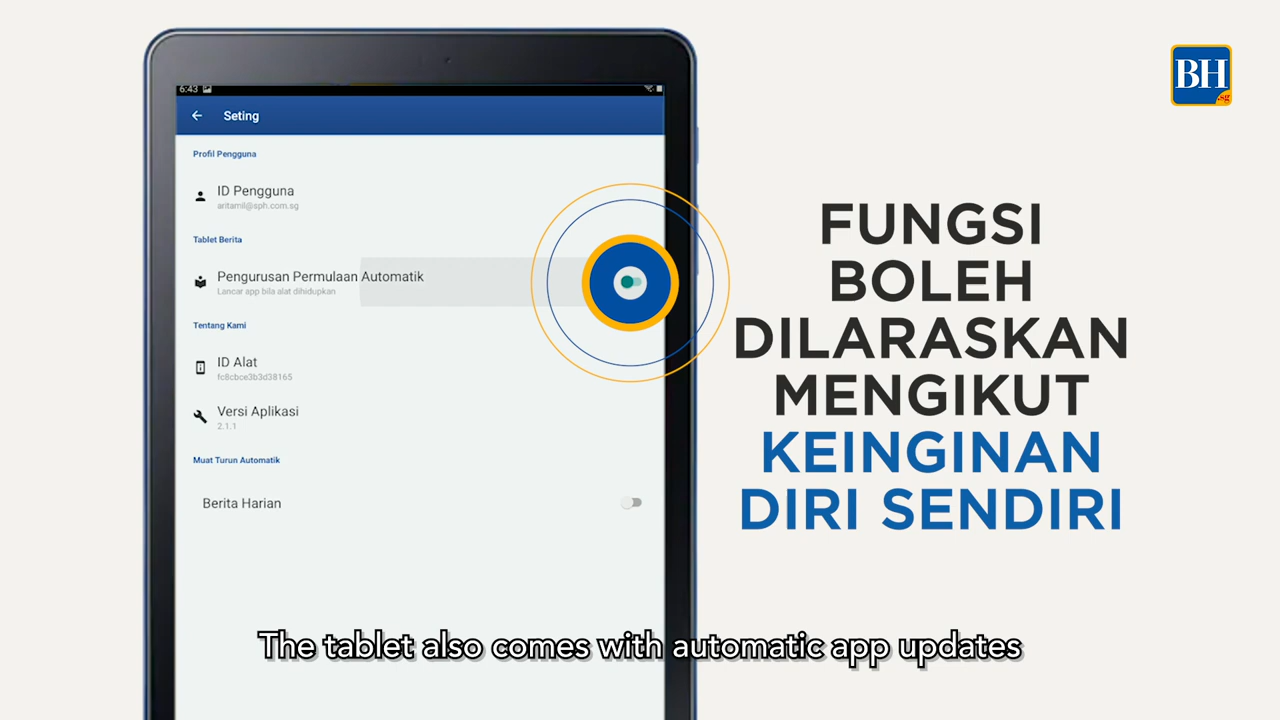 6:43
Seting
Profil Pengguna
ID Pengguna
aritamil@sph.com.sg
Tablet Berita
Pengurusan Permulaan Automatik
Lancar app bila alat dihidupkan
Tentang Kami
ID Alat
fc8cbce3b3d38165
Versi Aplikasi
2.1.1
Muat Turun Automatik
Berita Harian
BH
.sg
FUNGSI
BOLEH
DILARASKAN
MENGIKUT
KEINGINAN
DIRI SENDIRI
The tablet also comes with automatic app updates